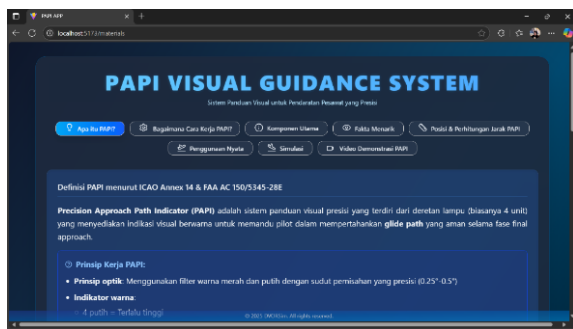 PAPI APP
localhost:5173/materials
PAPI VISUAL GUIDANCE SYSTEM
Sistem Panduan Visual untuk Pendaratan Pesawat yang Presisi
Apa itu PAPI?
Bagaimana Cara Kerja PAPI?
Komponen Utama
Fakta Menarik
Posisi & Perhitungan Jarak PAPI
Penggunaan Nyata
Simulasi
Video Demonstrasi PAPI
Definisi PAPI menurut ICAO Annex 14 & FAA AC 150/5345-28E
Precision Approach Path Indicator (PAPI) adalah sistem panduan visual presisi yang terdiri dari deretan lampu (biasanya 4 unit)
yang menyediakan indikasi visual berwarna untuk memandu pilot dalam mempertahankan glide path yang aman selama fase final
approach.
Prinsip Kerja PAPI:
• Prinsip optik: Menggunakan filter warna merah dan putih dengan sudut pemisahan yang presisi (0.25°-0.5°)
• Indikator warna:
4 putih = Terlalu tinggi
All rights reserved.